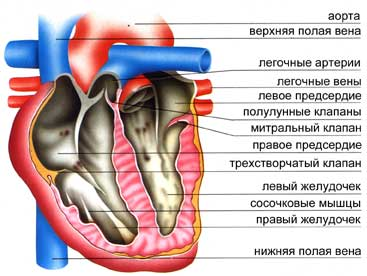 аорта
верхняя полая вена
легочные артерии
легочные вены
левое предсердие
полулунные клапаны
митральный клапан
правое предсердие
трехстворчатый клапан
левый желудочек
сосочковые мышцы
правый желудочек
нижняя полая вена